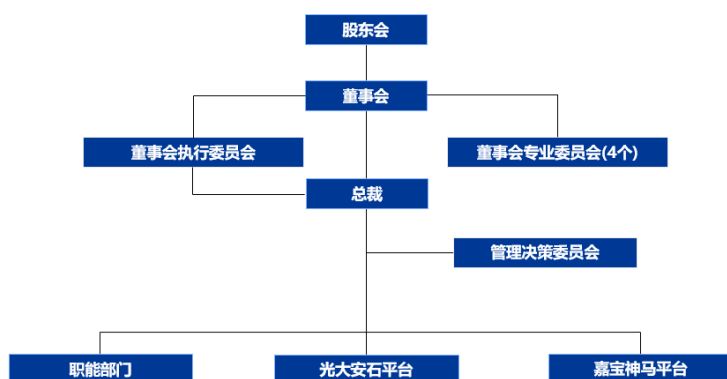 股东会
董事会
董事会执行委员会
董事会专业委员会(4个)
总裁
管理决策委员会
职能部门
光大安石平台
嘉宝神马平台